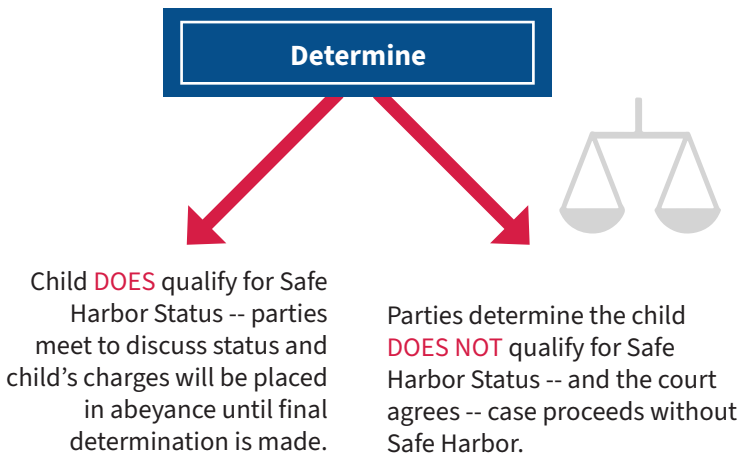 Determine
Child DOES qualify for Safe
Harbor Status -- parties
meet to discuss status and
child’s charges will be placed
in abeyance until final
determination is made.
Parties determine the child
DOES NOT qualify for Safe
Harbor Status -- and the court
agrees -- case proceeds without
Safe Harbor.